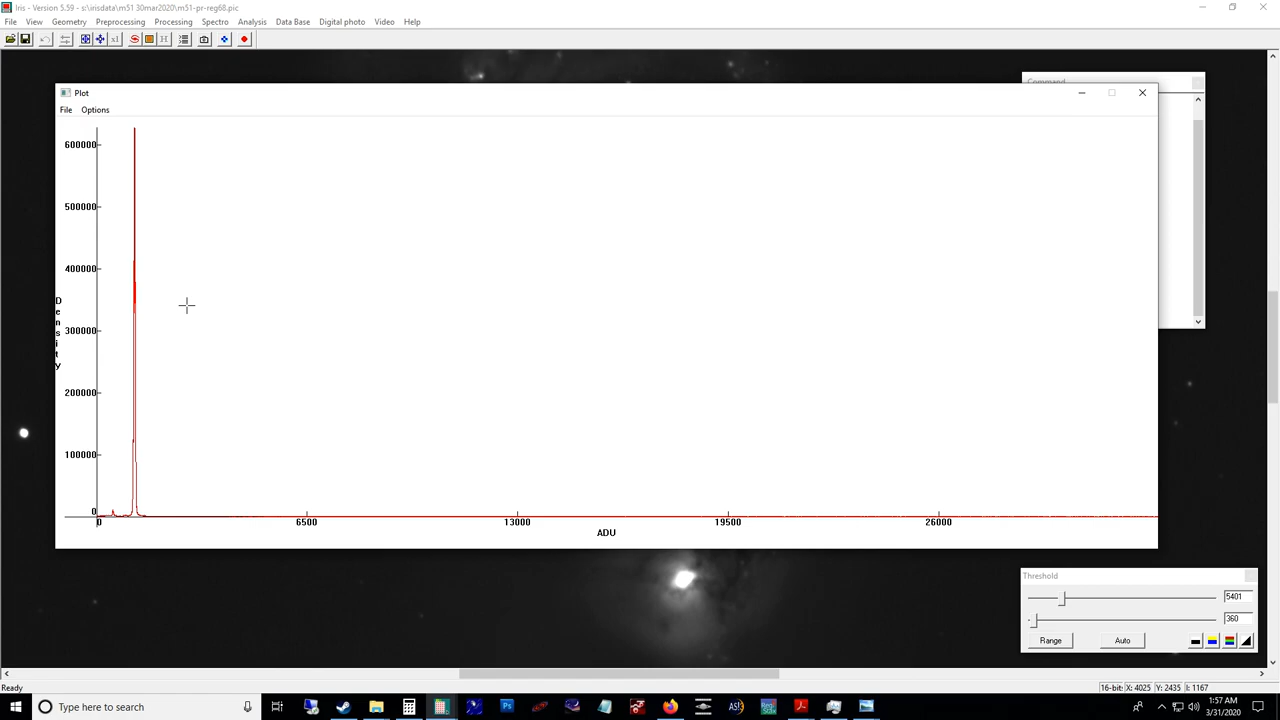 Iris - Version 5.59 - s:\irisdata\m51 30mar2020\m51-pr-reg68.pic
File View Geometry Preprocessing Processing Spectro Analysis Data Base Digital photo Video Help
x1
Command
Plot
File Options
600000
500000
400000
300000
200000
100000
0
Density
0 6500 13000 19500 26000
ADU
Threshold
5401
360
Range Auto
Ready
16-bit: X: 4025 Y: 2435 I: 1167
Type here to search
1:57 AM
3/31/2020